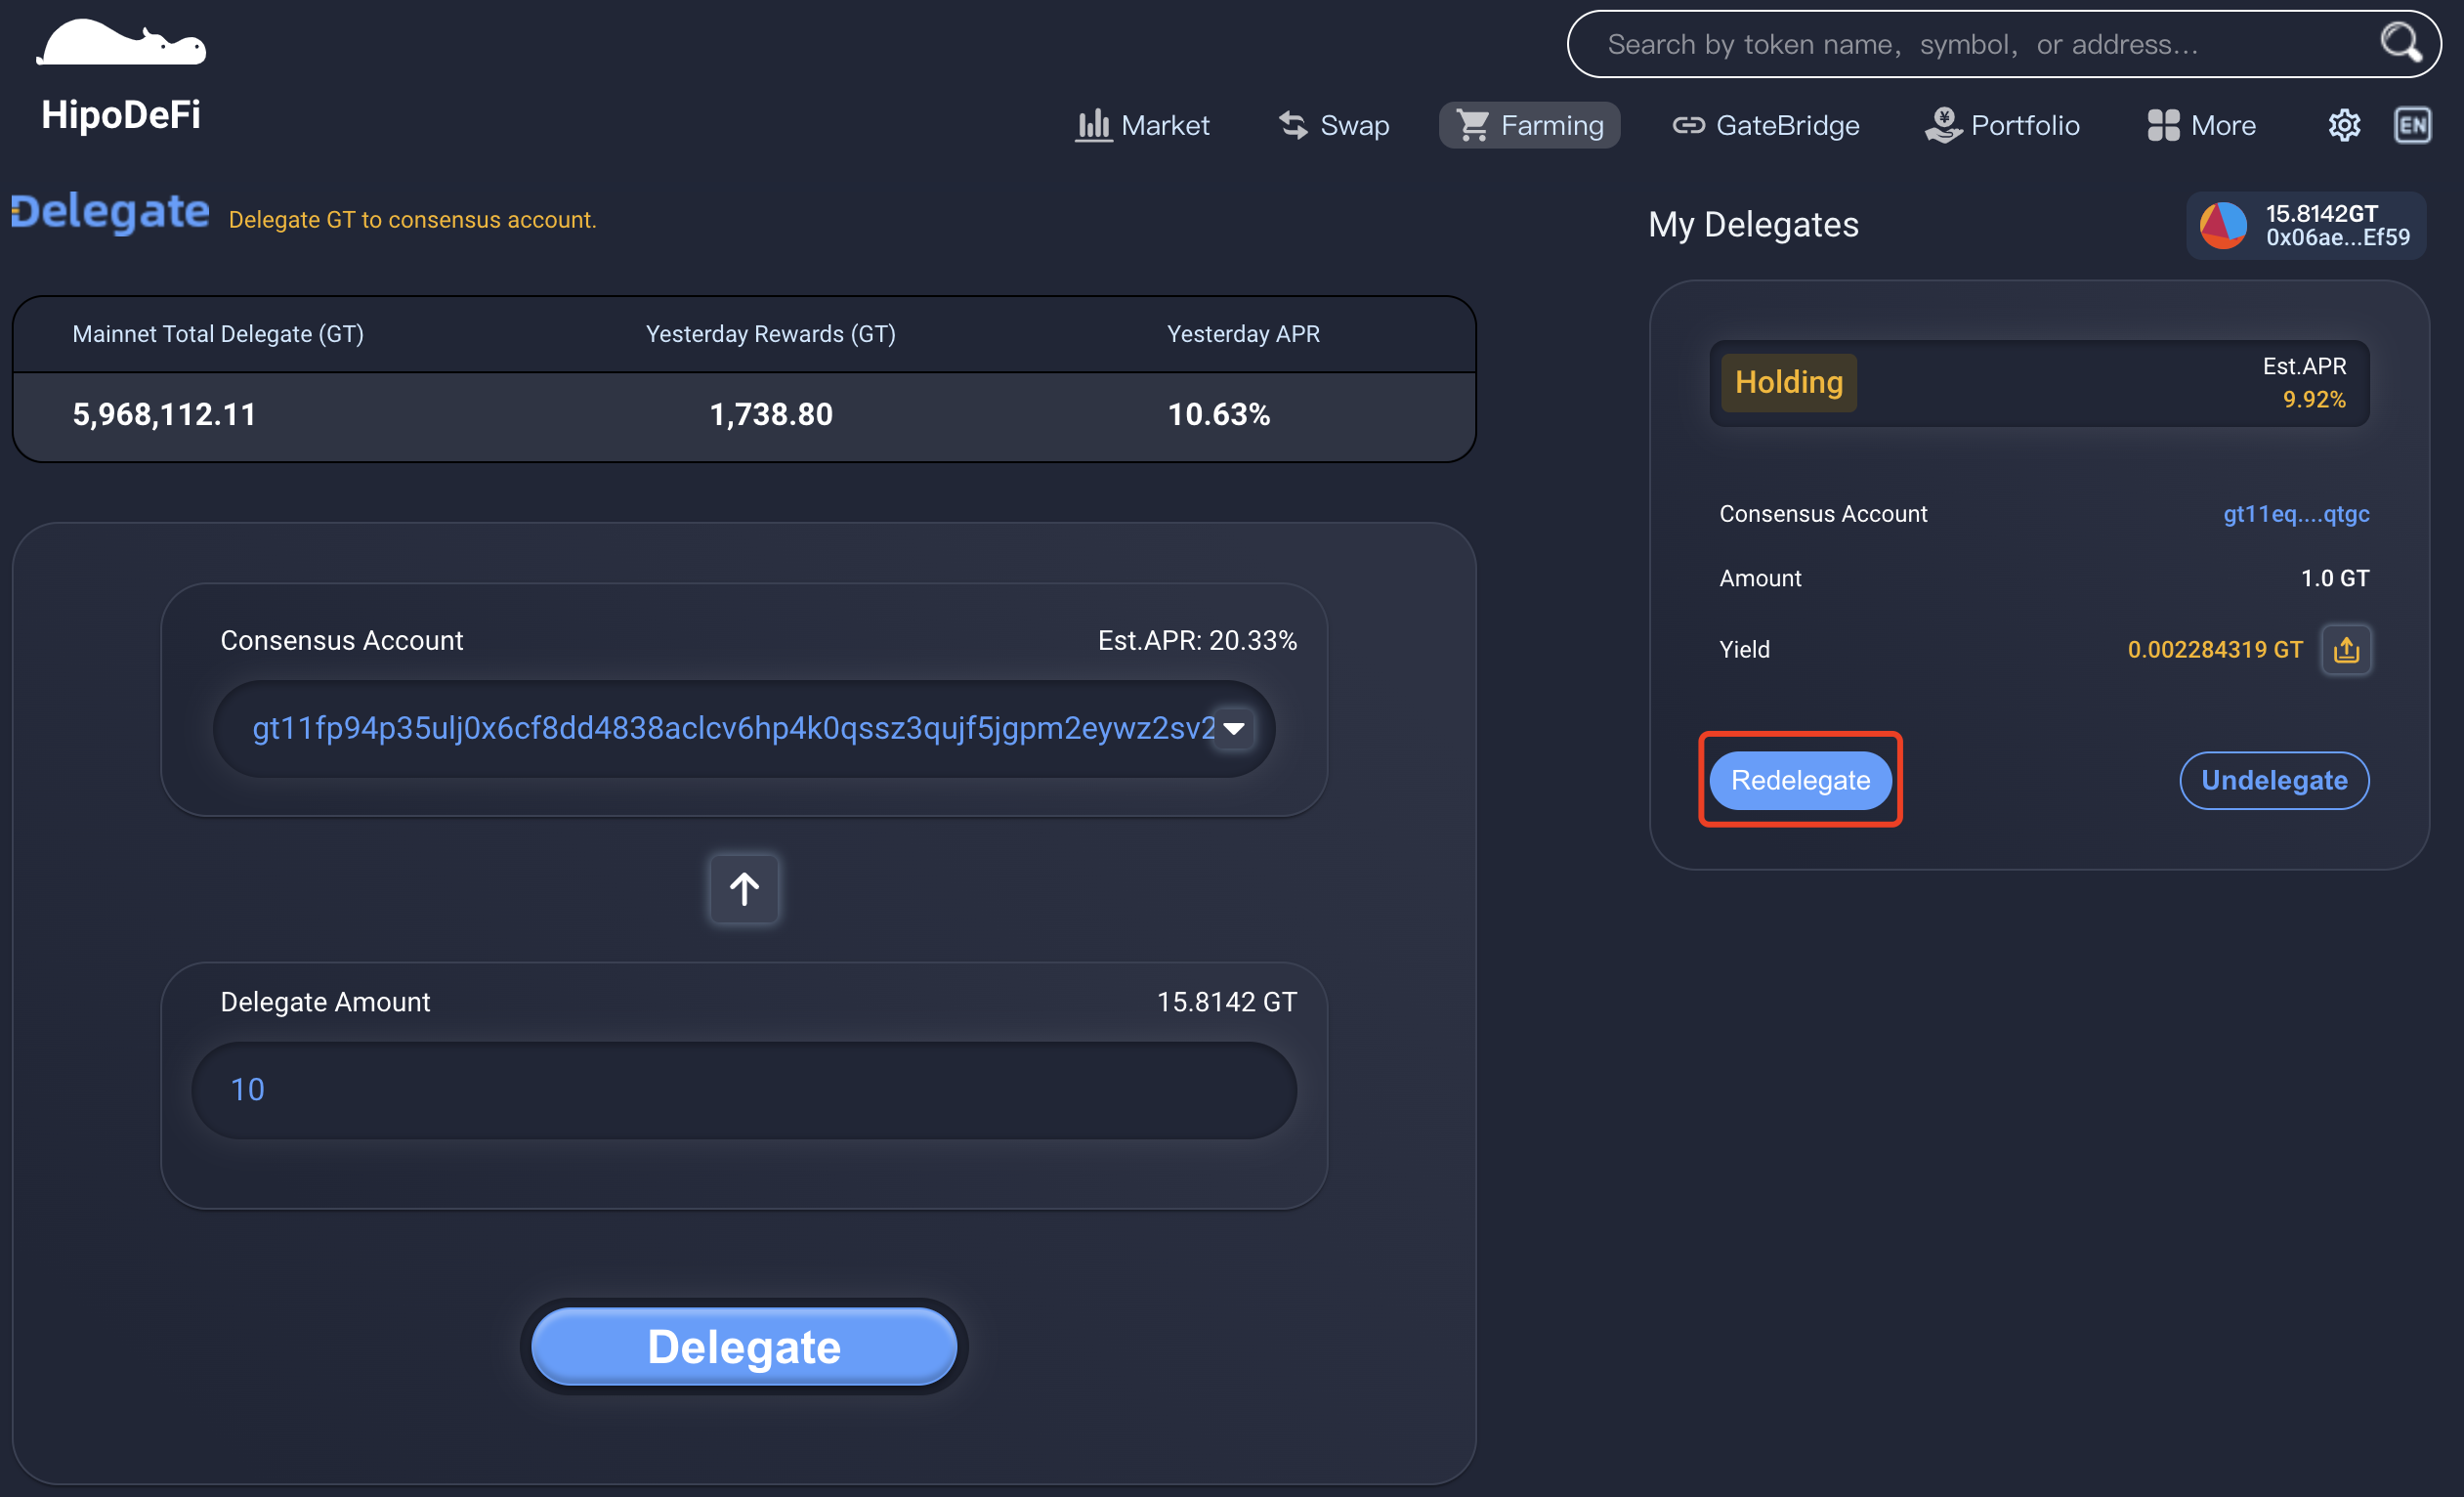 HipoDeFi
Search by token name, symbol, or address...
Market
Swap
Farming
GateBridge
Portfolio
More
EN
Delegate
Delegate GT to consensus account.
Mainnet Total Delegate (GT)
Yesterday Rewards (GT)
Yesterday APR
5,968,112.11
1,738.80
10.63%
Consensus Account
Est.APR: 20.33%
gt11fp94p35ulj0x6cf8dd4838aclcv6hp4k0qssz3qujf5jgpm2eywz2sv2
Delegate Amount
15.8142 GT
10
Delegate
My Delegates
15.8142GT
0x06ae...Ef59
Holding
Est.APR
9.92%
Consensus Account
gt11eq....qtgc
Amount
1.0 GT
Yield
0.002284319 GT
Redelegate
Undelegate